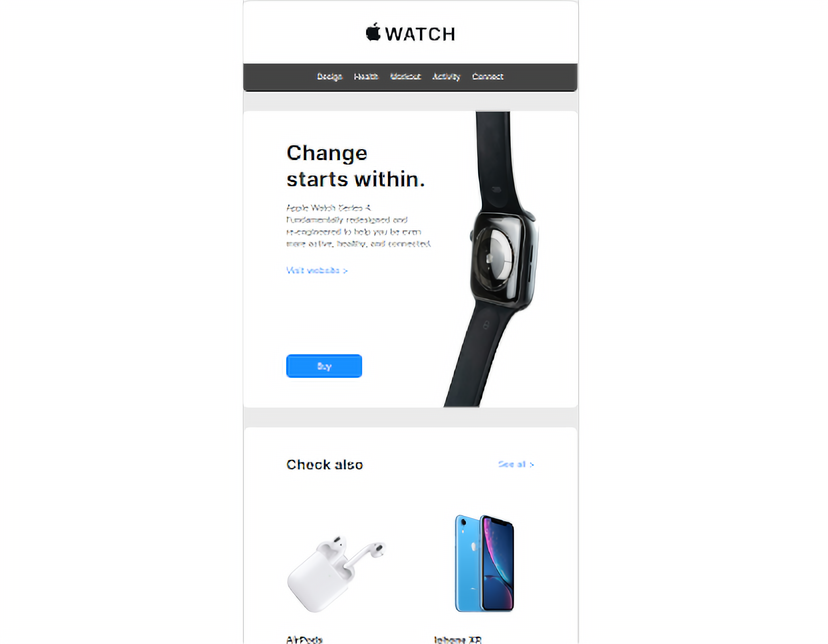 WATCH
Design Health Workout Activity Connect
Change
starts within.
Apple Watch Series 4.
Fundamentally redesigned and
re-engineered to help you be even
more active, healthy, and connected.
Visit website >
Buy
Check also
See all >
AirPods
Iphone XR